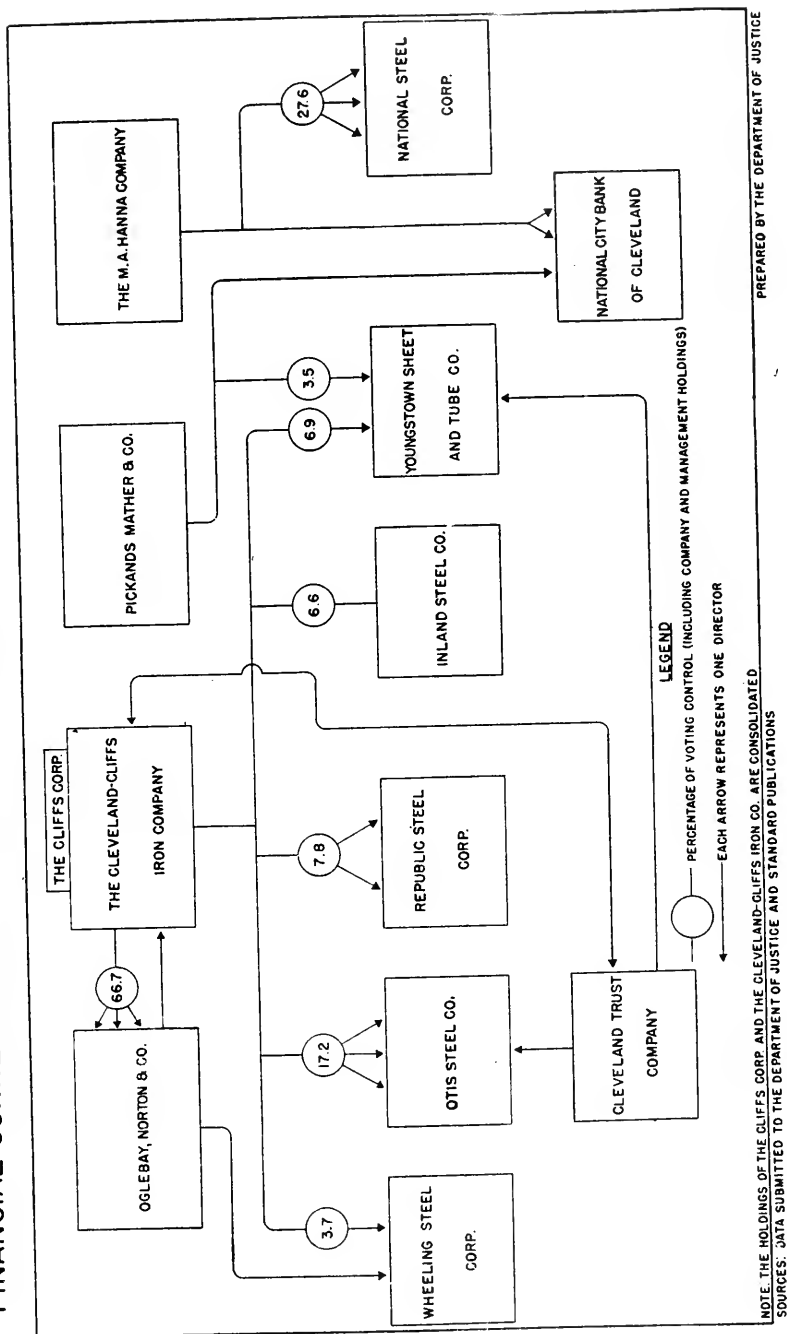 FINANCIAL
THE CLIFFS CORP.
OGLEBAY, NORTON & CO.
66.7
THE CLEVELAND-CLIFFS
IRON COMPANY
PICKANDS MATHER & CO.
THE M.A. HANNA COMPANY
3.7
17.2
7.8
6.6
6.9
3.5
27.6
WHEELING STEEL
CORP.
OTIS STEEL CO.
REPUBLIC STEEL
CORP.
INLAND STEEL CO.
YOUNGSTOWN SHEET
AND TUBE CO.
NATIONAL STEEL
CORP.
CLEVELAND TRUST
COMPANY
NATIONAL CITY BANK
OF CLEVELAND
LEGEND
PERCENTAGE OF VOTING CONTROL (INCLUDING COMPANY AND MANAGEMENT HOLDINGS)
EACH ARROW REPRESENTS ONE DIRECTOR
NOTE. THE HOLDINGS OF THE CLIFFS CORP. AND THE CLEVELAND-CLIFFS IRON CO. ARE CONSOLIDATED
SOURCES: DATA SUBMITTED TO THE DEPARTMENT OF JUSTICE AND STANDARD PUBLICATIONS
PREPARED BY THE DEPARTMENT OF JUSTICE